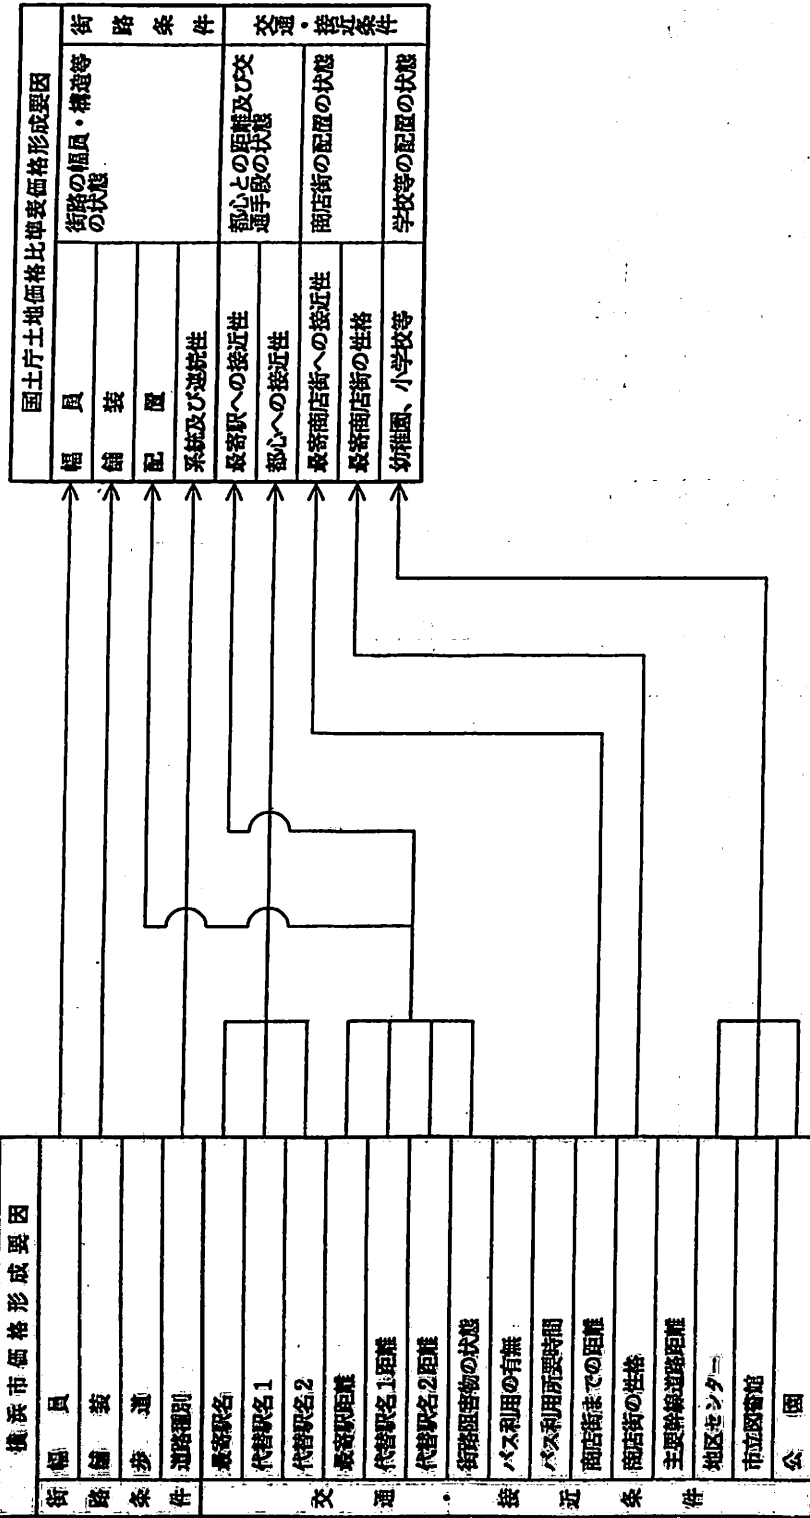 横浜市価格形成要因
街路条件
幅員
舗装
歩道
道路種別
交通・接近条件
最寄駅名
代替駅名1
代替駅名2
最寄駅距離
代替駅名1距離
代替駅名2距離
街路阻害物の状態
バス利用の有無
バス利用所要時間
商店街までの距離
商店街の性格
主要幹線道路距離
地区センター
市立図書館
公園
国土庁土地価格比準表価格形成要因
幅員
舗装
配置
系統及び連続性
最寄駅への接近性
都心への接近性
最寄商店街への接近性
最寄商店街の性格
幼稚園、小学校等
街路の幅員・構造等
の状態
都心との距離及び交
通手段の状態
商店街の配置の状態
学校等の配置の状態
街路条件
交通・接近条件